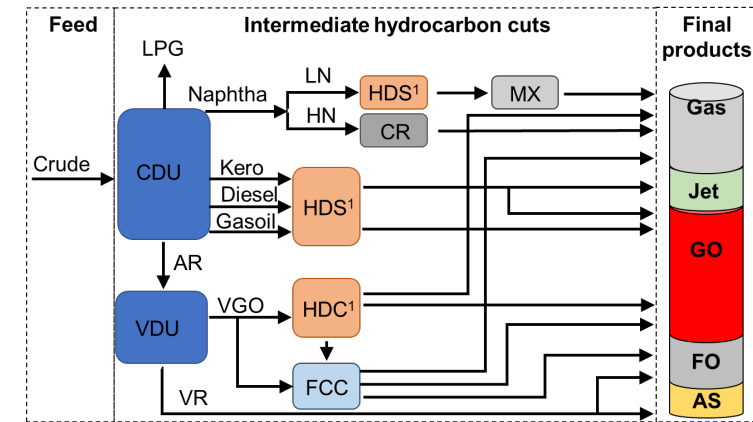 Feed
Intermediate hydrocarbon cuts
Final
products
LPG
Naphtha
LN
HDS¹
MX
HN
CR
Gas
Crude
CDU
Kero
Diesel
Gasoil
HDS¹
Jet
GO
AR
VDU
VGO
HDC¹
FCC
FO
VR
AS